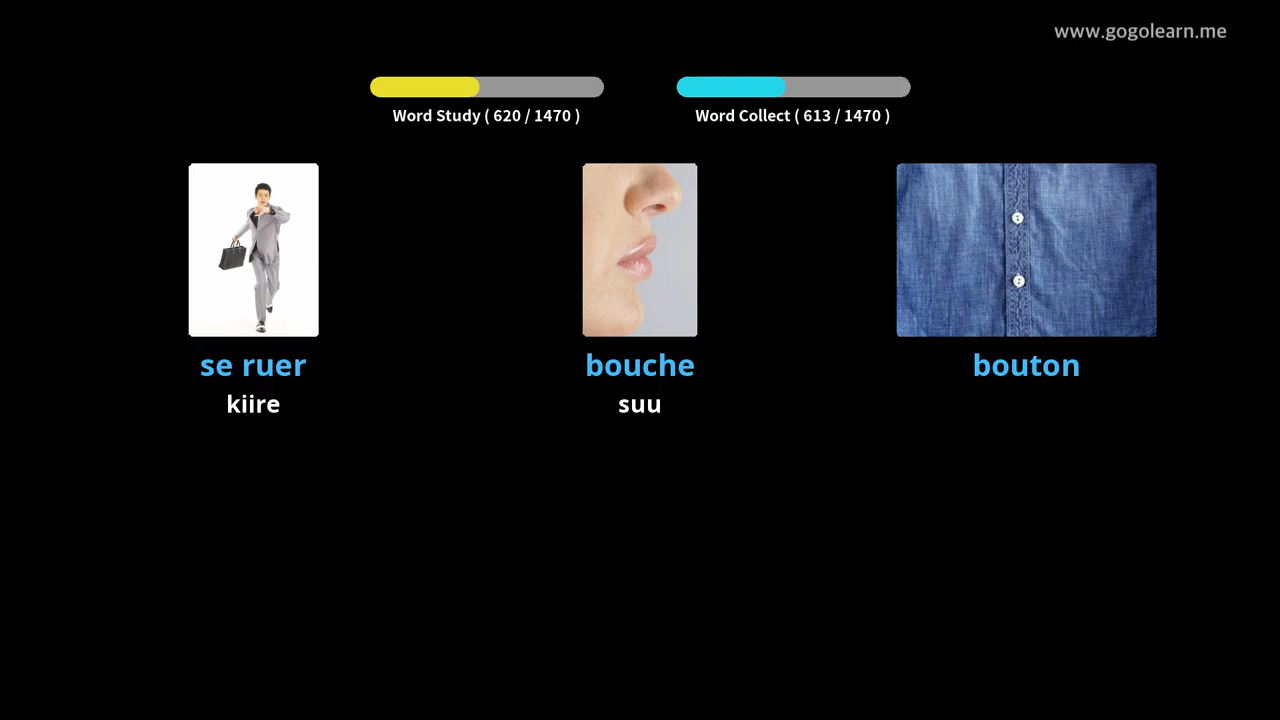 www.gogolearn.me
Word Study ( 620 / 1470 )
Word Collect ( 613 / 1470 )
se ruer
kiire
bouche
suu
bouton